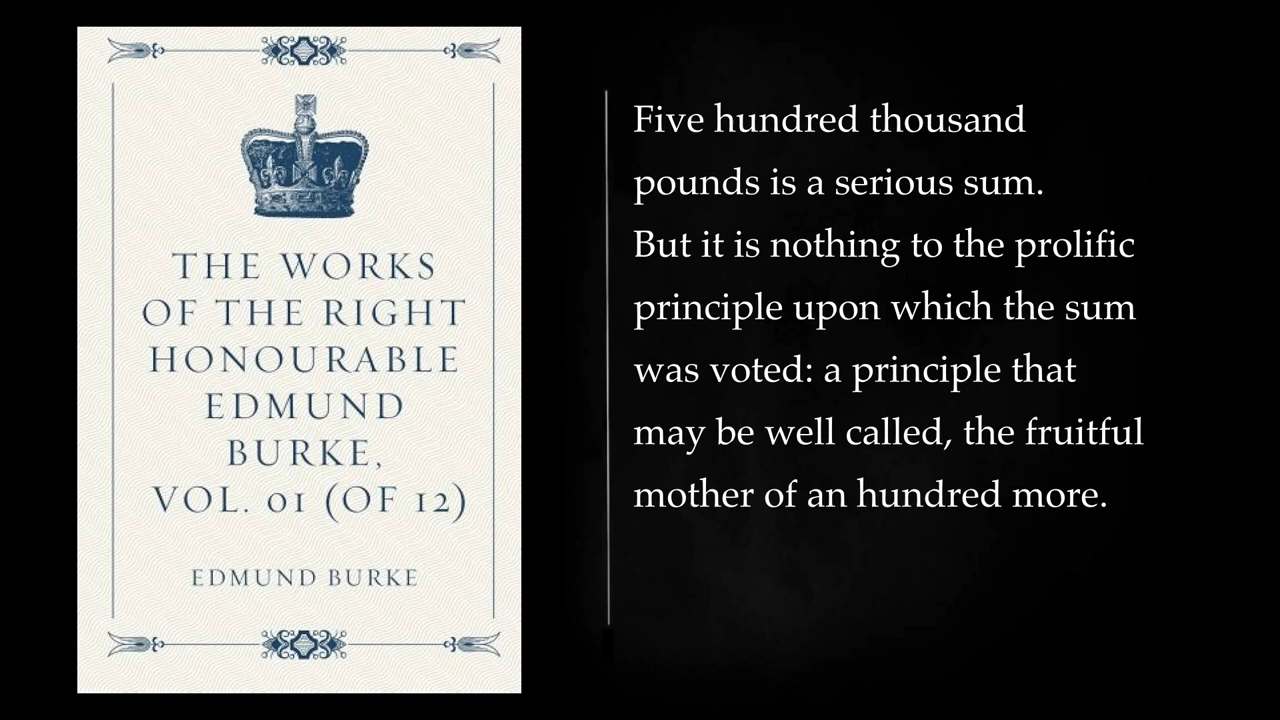 THE WORKS
OF THE RIGHT
HONOURABLE
EDMUND
BURKE,
VOL. 01 (OF 12)
EDMUND BURKE
Five hundred thousand
pounds is a serious sum.
But it is nothing to the prolific
principle upon which the sum
was voted: a principle that
may be well called, the fruitful
mother of an hundred more.